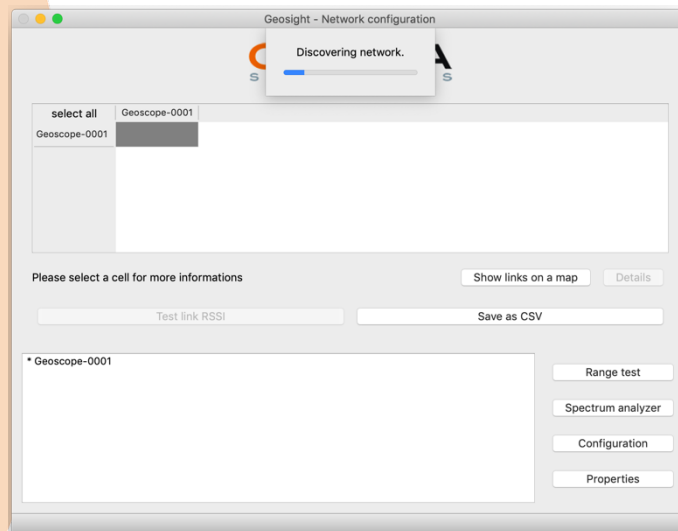 Geosight - Network configuration
Discovering network.
select all
Geoscope-0001
Geoscope-0001
Please select a cell for more informations
Show links on a map
Details
Test link RSSI
Save as CSV
* Geoscope-0001
Range test
Spectrum analyzer
Configuration
Properties